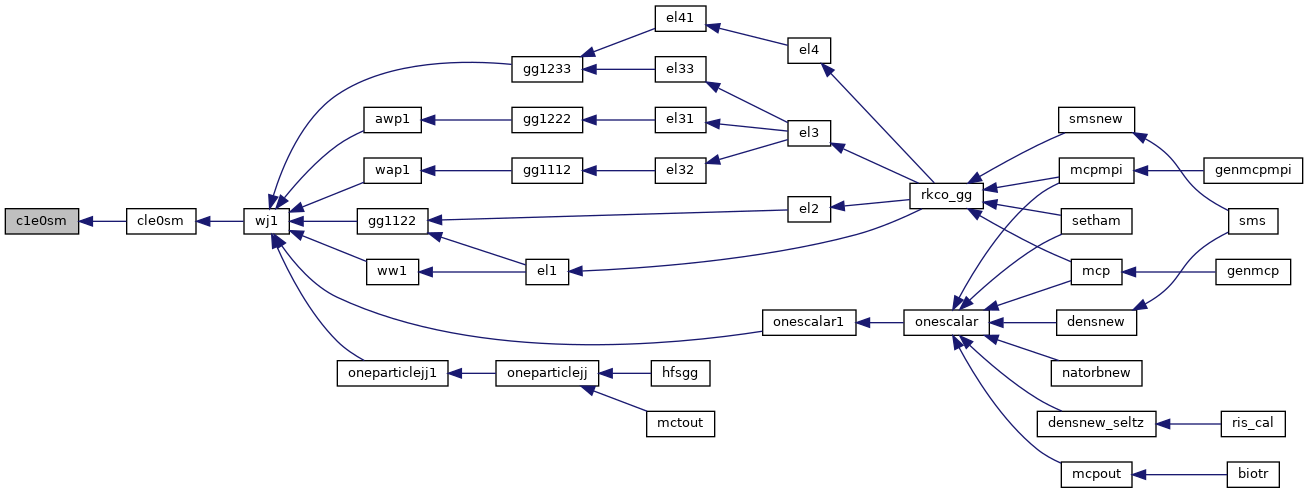 c1e0sm
cle0sm
wj1
gg1233
awp1
wap1
gg1122
ww1
oneparticlejj1
gg1222
gg1112
el1
oneparticlejj
el41
el33
el31
el32
hfsgg
mctout
onescalar1
el4
el3
el2
rkco_gg
onescalar
smsnew
mcpmpi
setham
mcp
densnew
natorbnew
densnew_seltz
mcpout
genmcpmpi
sms
genmcp
ris_cal
biotr